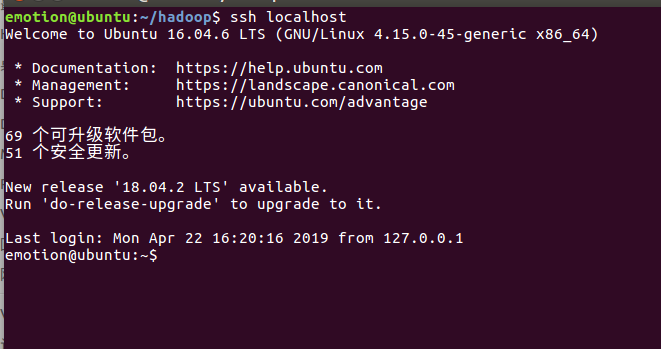 emotion@ubuntu:~/hadoop$ ssh localhost
Welcome to Ubuntu 16.04.6 LTS (GNU/Linux 4.15.0-45-generic x86_64)
 * Documentation:  https://help.ubuntu.com
 * Management:     https://landscape.canonical.com
 * Support:        https://ubuntu.com/advantage
69 个可升级软件包。
51 个安全更新。
New release '18.04.2 LTS' available.
Run 'do-release-upgrade' to upgrade to it.
Last login: Mon Apr 22 16:20:16 2019 from 127.0.0.1
emotion@ubuntu:~$